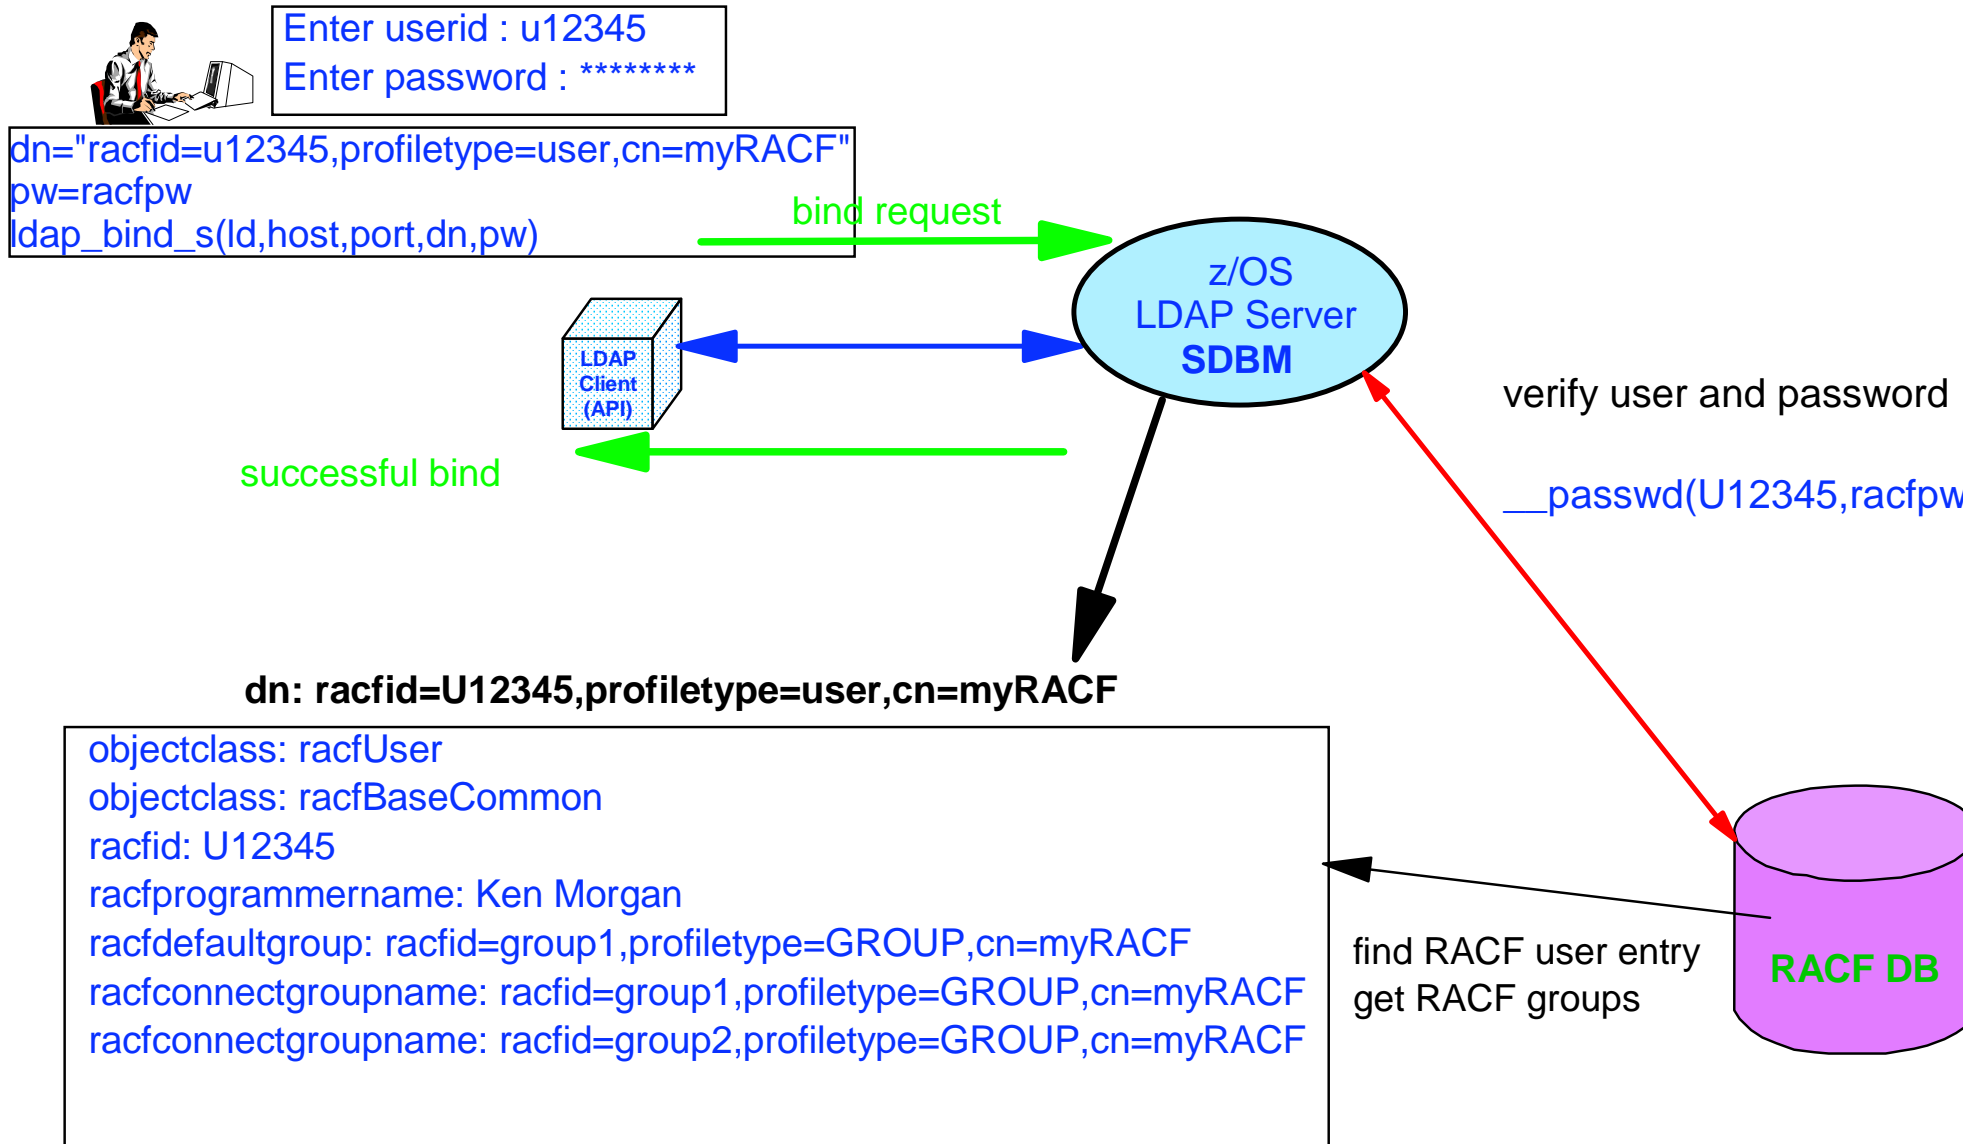 Enter userid : u12345
Enter password : ********
dn="racfid=u12345,profiletype=user,cn=myRACF"
pw=racfpw
ldap_bind_s(ld,host,port,dn,pw)
bind request
z/OS
LDAP Server
SDBM
LDAP
Client
(API)
verify user and password
successful bind
__passwd(U12345,racfpw
dn: racfid=U12345,profiletype=user,cn=myRACF
objectclass: racfUser
objectclass: racfBaseCommon
racfid: U12345
racfprogrammername: Ken Morgan
racfdefaultgroup: racfid=group1,profiletype=GROUP,cn=myRACF
racfconnectgroupname: racfid=group1,profiletype=GROUP,cn=myRACF
racfconnectgroupname: racfid=group2,profiletype=GROUP,cn=myRACF
find RACF user entry
get RACF groups
RACF DB